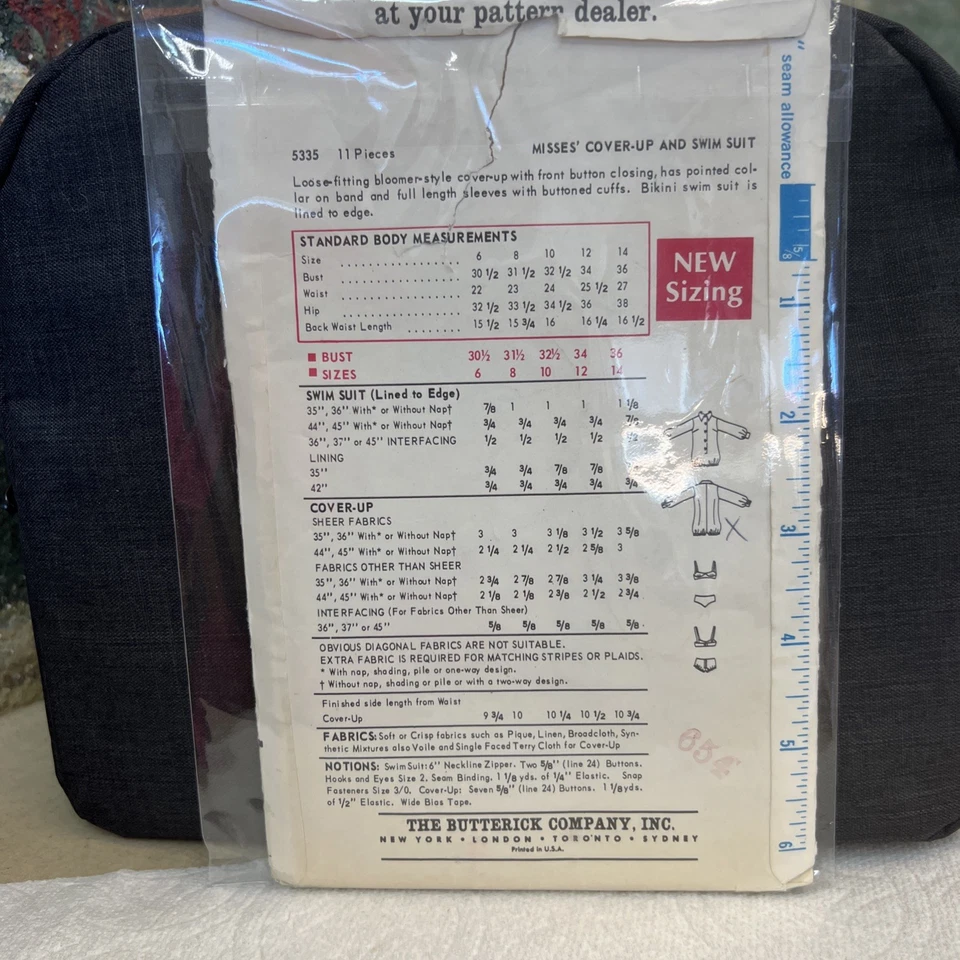 at your pattern dealer.
5335 11 Pieces MISSES' COVER-UP AND SWIM SUIT
Loose-fitting bloomer-style cover-up with front button closing, has pointed col-
lar on band and full length sleeves with buttoned cuffs. Bikini swim suit is
lined to edge.
STANDARD BODY MEASUREMENTS
Size 6 8 10 12 14
Bust 30 1/2 31 1/2 32 1/2 34 36
Waist 22 23 24 25 1/2 27
Hip 32 1/2 33 1/2 34 1/2 36 38
Back Waist Length 15 1/2 15 3/4 16 16 1/4 16 1/2
NEW
Sizing
BUST 30½ 31½ 32½ 34 36
SIZES 6 8 10 12 14
SWIM SUIT (Lined to Edge)
35", 36" With* or Without Nap† 7/8 1 1 1 1 1/8
44", 45" With* or Without Nap† 3/4 3/4 3/4 3/4 7/8
36", 37" or 45" INTERFACING 1/2 1/2 1/2 1/2 1/2
LINING
35" 3/4 3/4 7/8 7/8
42" 3/4 3/4 3/4 3/4 3/4
COVER-UP
SHEER FABRICS
35", 36" With* or Without Nap† 3 3 3 1/8 3 1/2 3 5/8
44", 45" With* or Without Nap† 2 1/4 2 1/4 2 1/2 2 5/8 3
FABRICS OTHER THAN SHEER
35", 36" With* or Without Nap† 2 3/4 2 7/8 2 7/8 3 1/4 3 3/8
44", 45" With* or Without Nap† 2 1/8 2 1/8 2 3/8 2 1/2 2 3/4
INTERFACING (For Fabrics Other Than Sheer)
36", 37" or 45" 5/8 5/8 5/8 5/8 5/8
OBVIOUS DIAGONAL FABRICS ARE NOT SUITABLE.
EXTRA FABRIC IS REQUIRED FOR MATCHING STRIPES OR PLAIDS.
* With nap, shading, pile or one-way design.
† Without nap, shading or pile or with a two-way design.
Finished side length from Waist
Cover-Up 9 3/4 10 10 1/4 10 1/2 10 3/4
FABRICS: Soft or Crisp fabrics such as Pique, Linen, Broadcloth, Syn-
thetic Mixtures also Voile and Single Faced Terry Cloth for Cover-Up
NOTIONS: Swim Suit: 6" Neckline Zipper. Two 5/8" (line 24) Buttons.
Hooks and Eyes Size 2. Seam Binding. 1 1/8 yds. of 1/4" Elastic. Snap
Fasteners Size 3/0. Cover-Up: Seven 5/8" (line 24) Buttons. 1 1/8 yds.
of 1/2" Elastic. Wide Bias Tape.
THE BUTTERICK COMPANY, INC.
NEW YORK • LONDON • TORONTO • SYDNEY
Printed in U.S.A.
" seam allowance
5/8
1
2
3
4
5
6
X